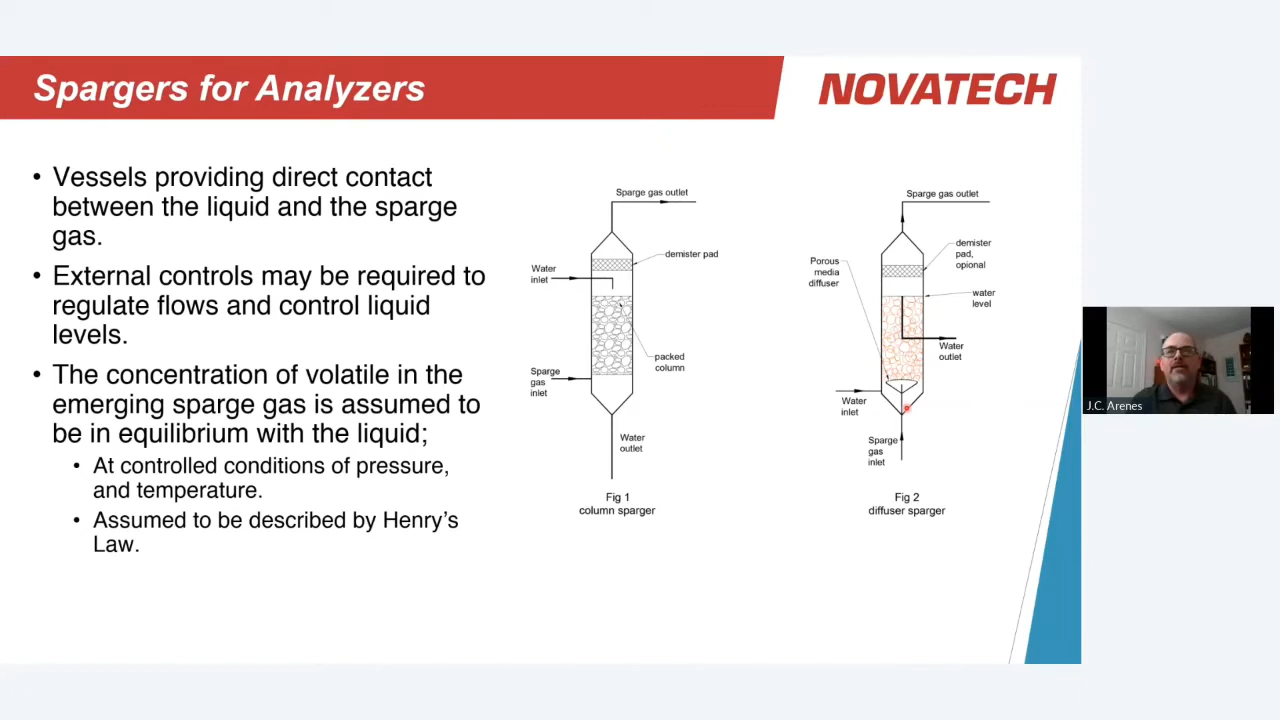 Spargers for Analyzers
NOVATECH
• Vessels providing direct contact
between the liquid and the sparge
gas.
• External controls may be required to
regulate flows and control liquid
levels.
• The concentration of volatile in the
emerging sparge gas is assumed to
be in equilibrium with the liquid;
• At controlled conditions of pressure,
and temperature.
• Assumed to be described by Henry's
Law.
Sparge gas outlet
demister pad
Water
inlet
packed
column
Sparge
gas
inlet
Water
outlet
Fig 1
column sparger
Sparge gas outlet
demister
pad,
opional
Porous
media
diffuser
water
level
Water
outlet
Water
inlet
Sparge
gas
inlet
Fig 2
diffuser sparger
J.C. Arenes